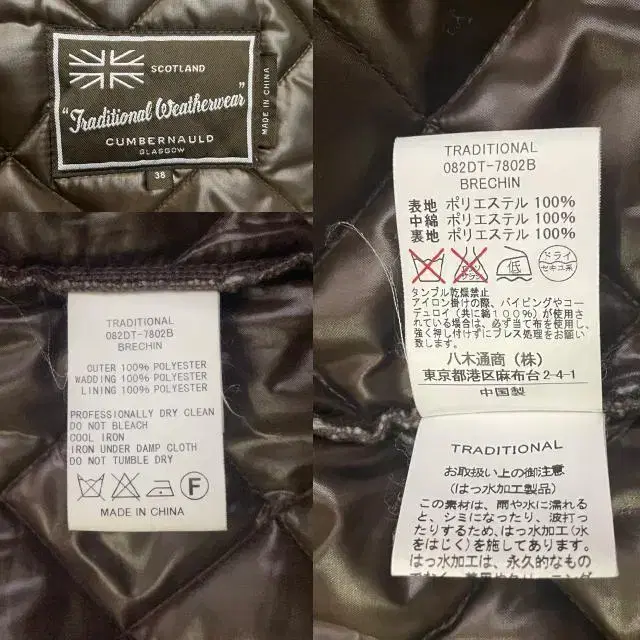 SCOTLAND
"Traditional Weatherwear"
CUMBERNAULD
GLASGOW
MADE IN CHINA
38
TRADITIONAL
082DT-7802B
BRECHIN
OUTER 100% POLYESTER
WADDING 100% POLYESTER
LINING 100% POLYESTER
PROFESSIONALLY DRY CLEAN
DO NOT BLEACH
COOL IRON
IRON UNDER DAMP CLOTH
DO NOT TUMBLE DRY
F
MADE IN CHINA
TRADITIONAL
082DT-7802B
BRECHIN
表地 ポリエステル 100%
中綿 ポリエステル 100%
裏地 ポリエステル 100%
低 ドライ
セキユ系
タンブル乾燥禁止
アイロン掛けの際、パイピングやコー
デュロイ(共に綿100%)が使用さ
れている場合は、必ず当て布を使用し、
強く押し付けずにプレス処理をお願い
致します。
八木通商(株)
東京都港区麻布台2-4-1
中国製
TRADITIONAL
お取扱い上の御注意
(はっ水加工製品)
この素材は、雨や水に濡れる
と、シミになったり、波打っ
たりするため、はっ水加工(水
をはじく)を施してあります。
はっ水加工は、永久的なもの